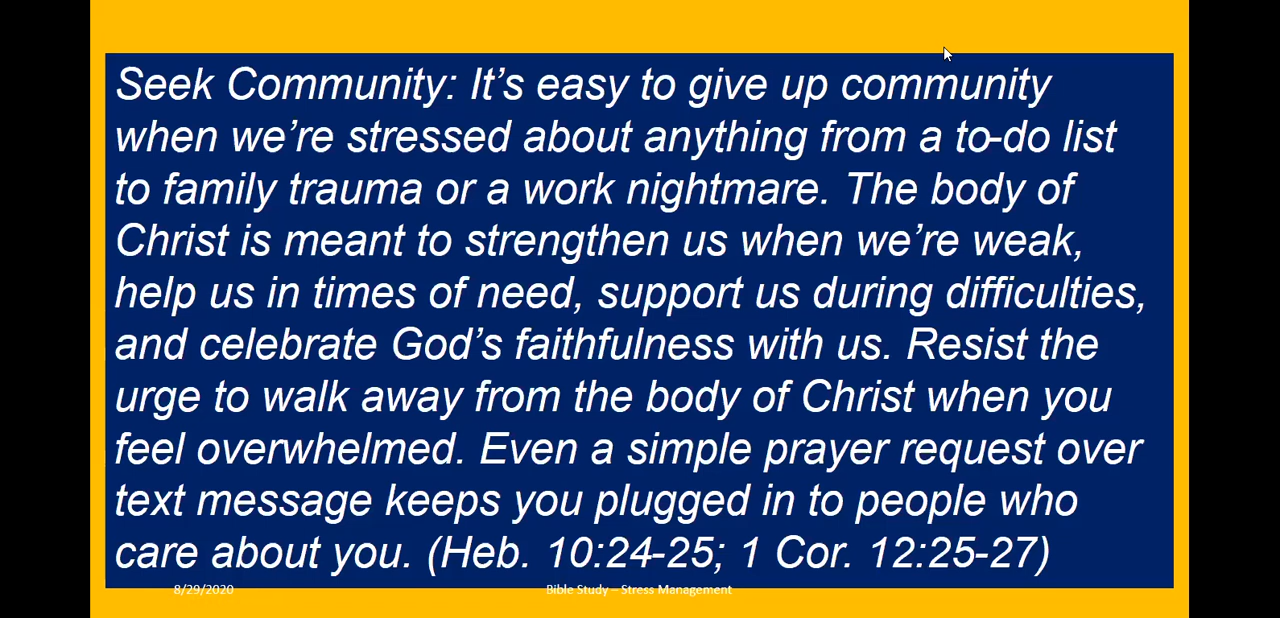 Seek Community: It’s easy to give up community
when we’re stressed about anything from a to-do list
to family trauma or a work nightmare. The body of
Christ is meant to strengthen us when we’re weak,
help us in times of need, support us during difficulties,
and celebrate God’s faithfulness with us. Resist the
urge to walk away from the body of Christ when you
feel overwhelmed. Even a simple prayer request over
text message keeps you plugged in to people who
care about you. (Heb. 10:24-25; 1 Cor. 12:25-27)
8/29/2020
Bible Study – Stress Management